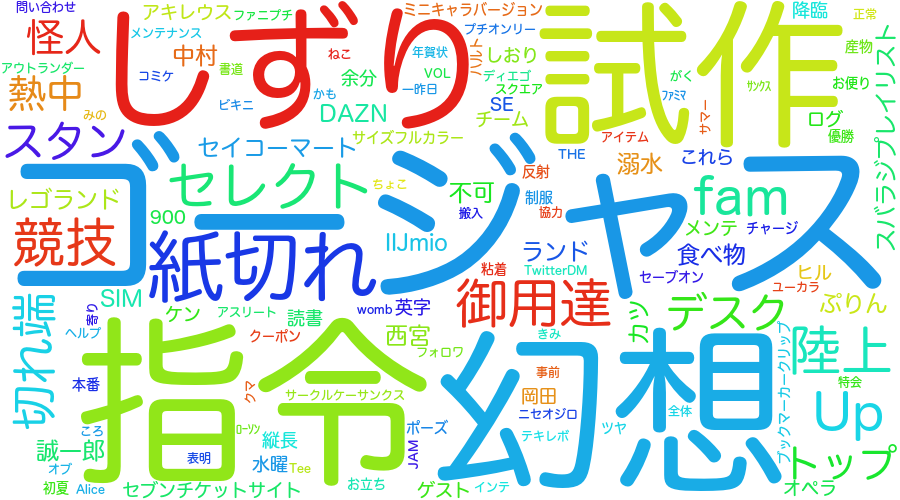 問い合わせ
アキレウス
ファニプチ
ミニキャラバージョン
降臨
正常
怪人
メンテナンス
ねこ
年賀状
プチオンリー
中村
しずり
試作
ハルト
しおり
産物
アウトランダー
書道
コミケ
余分
VOL
ディエゴ
がく
お便り
熱中
ビキニ
かも
一昨日
スクエア
ファミマ
サンクス
みの
DAZN
SE
チーム
サマー
ログ
スタン
サイズフルカラー
アイテム
優勝
スバラジプレイリスト
セイコーマート
THE
これら
ゴージャス
反射
溺水
レゴランド
セレクト
ちょこ
不可
制服
fam
900
搬入
協力
メンテ
チャージ
競技
紙切れ
IIJmio
ランド
食べ物
粘着
TwitterDM
セーブオン
ヒル
SIM
womb
英字
御用達
ユーカラ
寄り
ケン
アスリート
読書
カツ
デスク
ぷりん
切れ端
ヘルプ
指令
クーポン
西宮
フォロワ
幻想
きみ
ブックマーカークリップ
陸上
本番
クマ
サークルケーサンクス
事前
岡田
特会
Up
誠一郎
ころ
ローソン
縦長
ポーズ
ニセオジロ
全体
表明
水曜
Tee
JAM
テキレポ
ツヤ
トップ
オブ
初夏
Alice
セブンチケットサイト
お立ち
ゲスト
インテ
オペラ